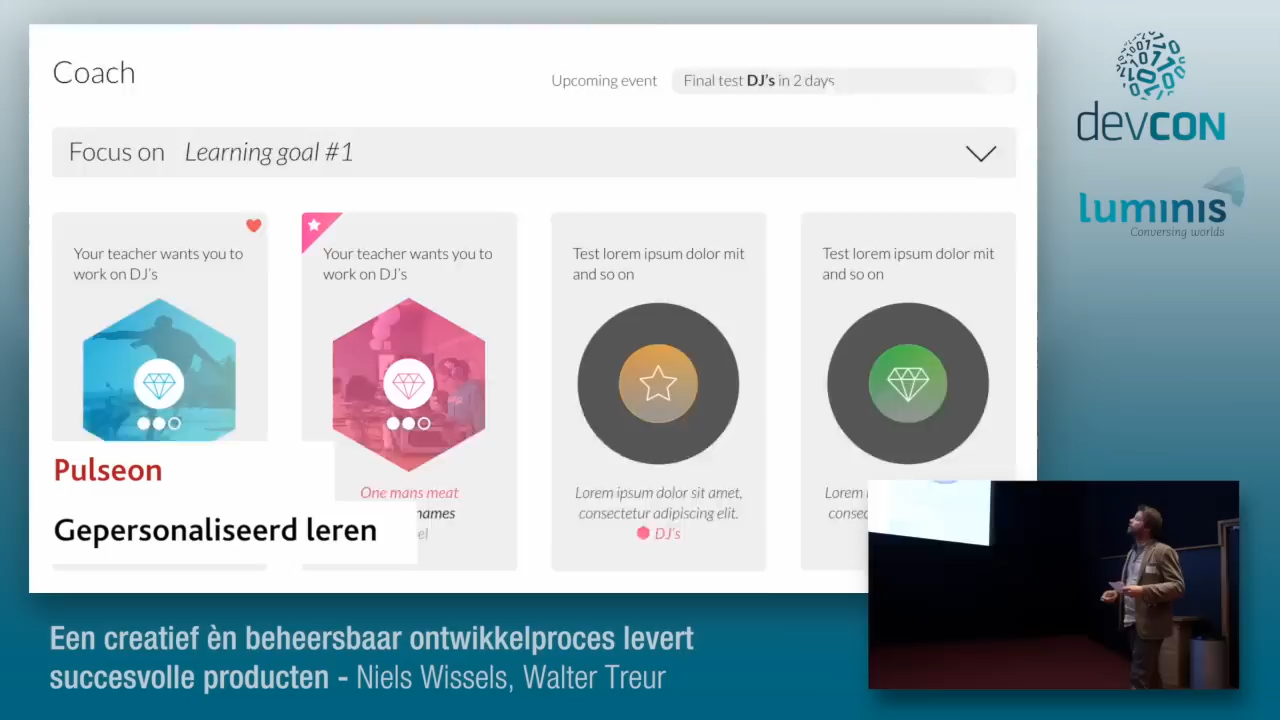 Coach
Upcoming event
Final test DJ's in 2 days
Focus on Learning goal #1
Your teacher wants you to
work on DJ's
Your teacher wants you to
work on DJ's
Test lorem ipsum dolor mit
and so on
Test lorem ipsum dolor mit
and so on
One mans meat
names
el
Lorem ipsum dolor sit amet,
consectetur adipiscing elit.
DJ's
Lorem
consec
Pulseon
Gepersonaliseerd leren
devCON
luminis
Conversing worlds
Een creatief èn beheersbaar ontwikkelproces levert
succesvolle producten - Niels Wissels, Walter Treur